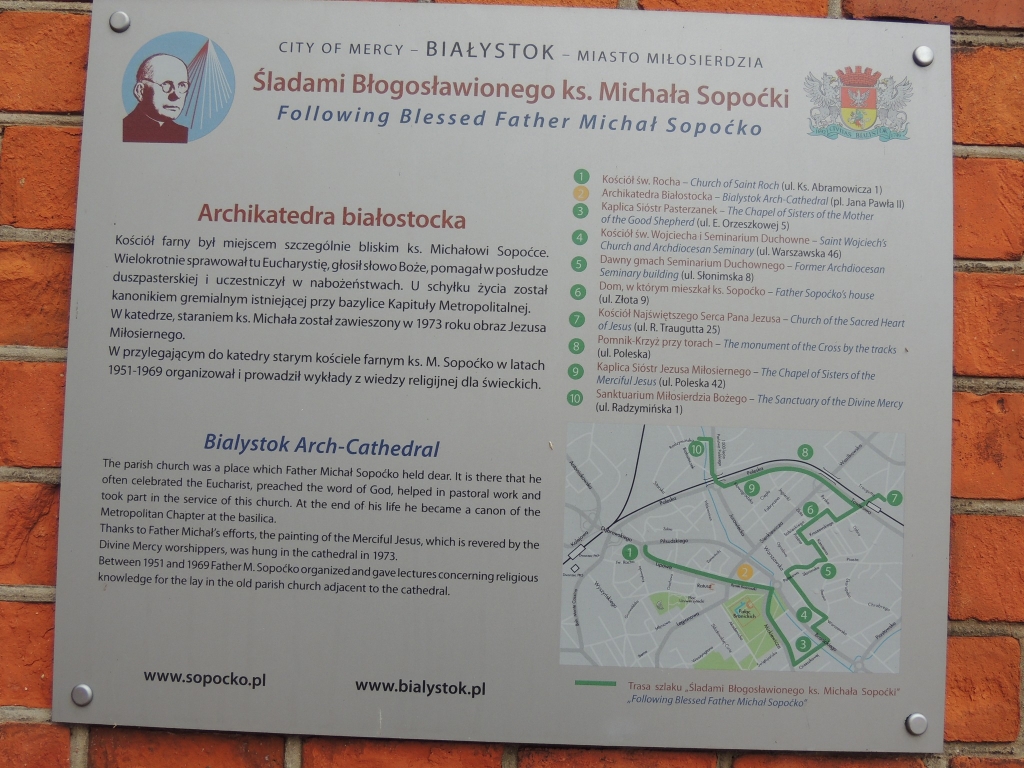 CITY OF MERCY – BIAŁYSTOK – MIASTO MIŁOSIERDZIA
Śladami Błogosławionego ks. Michała Sopoćki
Following Blessed Father Michał Sopoćko
Archikatedra białostocka
Kościół farny był miejscem szczególnie bliskim ks. Michałowi Sopoćce.
Wielokrotnie sprawował tu Eucharystię, głosił słowo Boże, pomagał w posłudze
duszpasterskiej i uczestniczył w nabożeństwach. U schyłku życia został
kanonikiem gremialnym istniejącej przy bazylice Kapituły Metropolitalnej.
W katedrze, staraniem ks. Michała został zawieszony w 1973 roku obraz Jezusa
Miłosiernego.
W przylegającym do katedry starym kościele farnym ks. M. Sopoćko w latach
1951-1969 organizował i prowadził wykłady z wiedzy religijnej dla świeckich.
Bialystok Arch-Cathedral
The parish church was a place which Father Michał Sopoćko held dear. It is there that he
often celebrated the Eucharist, preached the word of God, helped in pastoral work and
took part in the service of this church. At the end of his life he became a canon of the
Metropolitan Chapter at the basilica.
Thanks to Father Michał's efforts, the painting of the Merciful Jesus, which is revered by the
Divine Mercy worshippers, was hung in the cathedral in 1973.
Between 1951 and 1969 Father M. Sopoćko organized and gave lectures concerning religious
knowledge for the lay in the old parish church adjacent to the cathedral.
www.sopocko.pl
www.bialystok.pl
1 Kościół św. Rocha – Church of Saint Roch (ul. Ks. Abramowicza 1)
2 Archikatedra Białostocka – Bialystok Arch-Cathedral (pl. Jana Pawła II)
3 Kaplica Sióstr Pasterzanek – The Chapel of Sisters of the Mother
of the Good Shepherd (ul. E. Orzeszkowej 5)
4 Kościół św. Wojciecha i Seminarium Duchowne – Saint Wojciech's
Church and Archdiocesan Seminary (ul. Warszawska 46)
5 Dawny gmach Seminarium Duchownego – Former Archdiocesan
Seminary building (ul. Słonimska 8)
6 Dom, w którym mieszkał ks. Sopoćko – Father Sopoćko's house
(ul. Złota 9)
7 Kościół Najświętszego Serca Pana Jezusa – Church of the Sacred Heart
of Jesus (ul. R. Traugutta 25)
8 Pomnik-Krzyż przy torach – The monument of the Cross by the tracks
(ul. Poleska)
9 Kaplica Sióstr Jezusa Miłosiernego – The Chapel of Sisters of the
Merciful Jesus (ul. Poleska 42)
10 Sanktuarium Miłosierdzia Bożego – The Sanctuary of the Divine Mercy
(ul. Radzymińska 1)
10
8
9
7
6
Poleska
1
Piłsudskiego
5
2
Lipowa
4
3
Trasa szlaku „Śladami Błogosławionego ks. Michała Sopoćki”
„Following Blessed Father Michał Sopoćko”